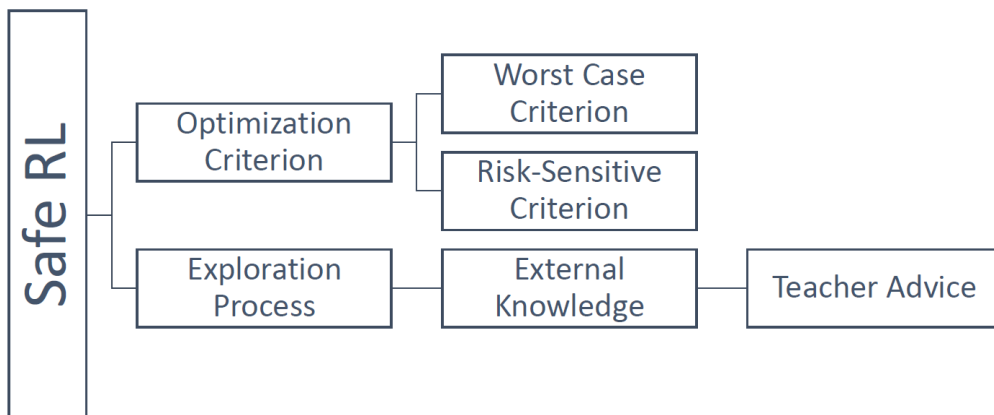 Safe RL
Optimization
Criterion
Worst Case
Criterion
Risk-Sensitive
Criterion
Exploration
Process
External
Knowledge
Teacher Advice